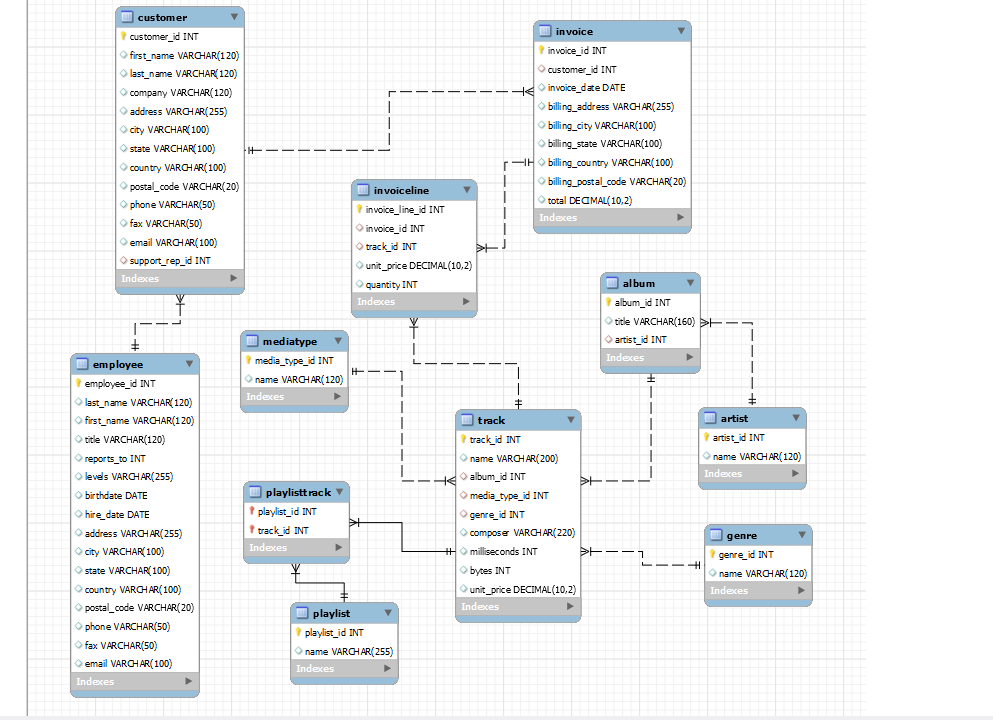 customer
customer_id INT
first_name VARCHAR(120)
last_name VARCHAR(120)
company VARCHAR(120)
address VARCHAR(255)
city VARCHAR(100)
state VARCHAR(100)
country VARCHAR(100)
postal_code VARCHAR(20)
phone VARCHAR(50)
fax VARCHAR(50)
email VARCHAR(100)
support_rep_id INT
Indexes
invoice
invoice_id INT
customer_id INT
invoice_date DATE
billing_address VARCHAR(255)
billing_city VARCHAR(100)
billing_state VARCHAR(100)
billing_country VARCHAR(100)
billing_postal_code VARCHAR(20)
total DECIMAL(10,2)
Indexes
invoiceline
invoice_line_id INT
invoice_id INT
track_id INT
unit_price DECIMAL(10,2)
quantity INT
Indexes
album
album_id INT
title VARCHAR(160)
artist_id INT
Indexes
mediatype
media_type_id INT
name VARCHAR(120)
Indexes
employee
employee_id INT
last_name VARCHAR(120)
first_name VARCHAR(120)
title VARCHAR(120)
reports_to INT
levels VARCHAR(255)
birthdate DATE
hire_date DATE
address VARCHAR(255)
city VARCHAR(100)
state VARCHAR(100)
country VARCHAR(100)
postal_code VARCHAR(20)
phone VARCHAR(50)
fax VARCHAR(50)
email VARCHAR(100)
Indexes
track
track_id INT
name VARCHAR(200)
album_id INT
media_type_id INT
genre_id INT
composer VARCHAR(220)
milliseconds INT
bytes INT
unit_price DECIMAL(10,2)
Indexes
artist
artist_id INT
name VARCHAR(120)
Indexes
playlisttrack
playlist_id INT
track_id INT
Indexes
genre
genre_id INT
name VARCHAR(120)
Indexes
playlist
playlist_id INT
name VARCHAR(255)
Indexes